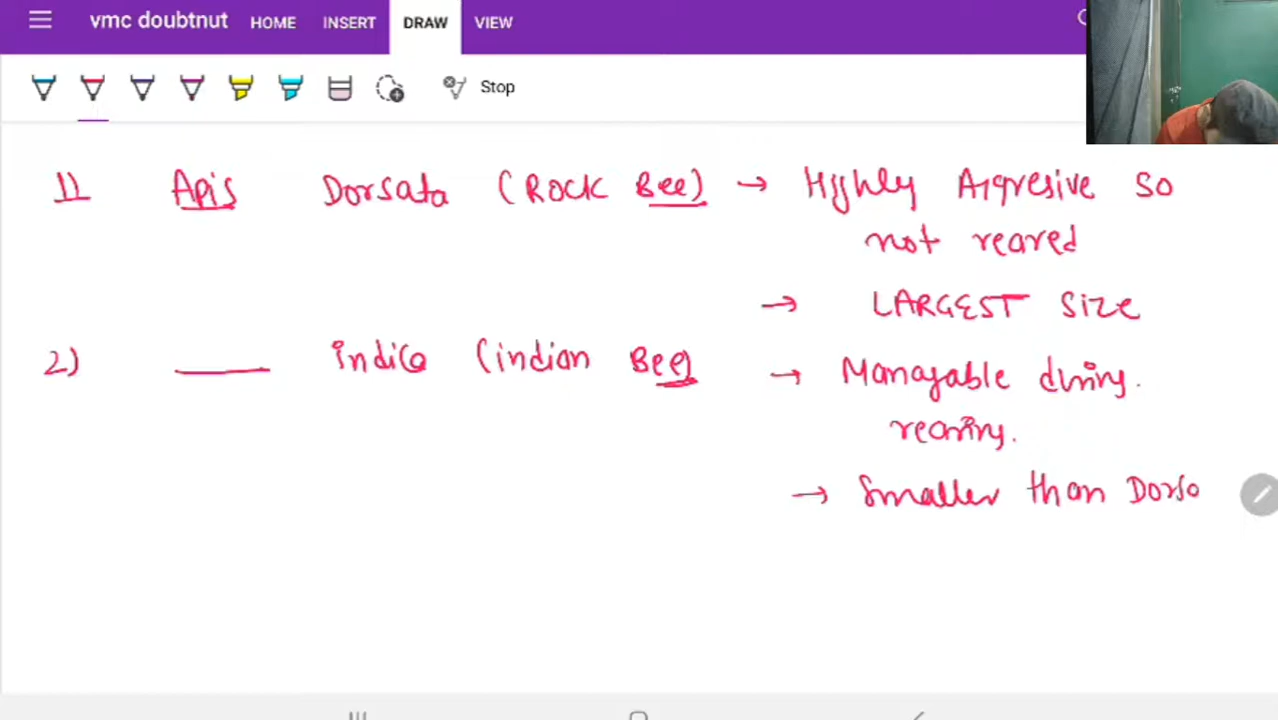 vmc doubtnut HOME INSERT DRAW VIEW
Stop
1) Apis Dorsata (Rock Bee) → Highly Aggresive so
not reared
→ LARGEST Size
2) ____ indica (indian Bee) → Managable during.
rearing.
→ Smaller than Dorsa